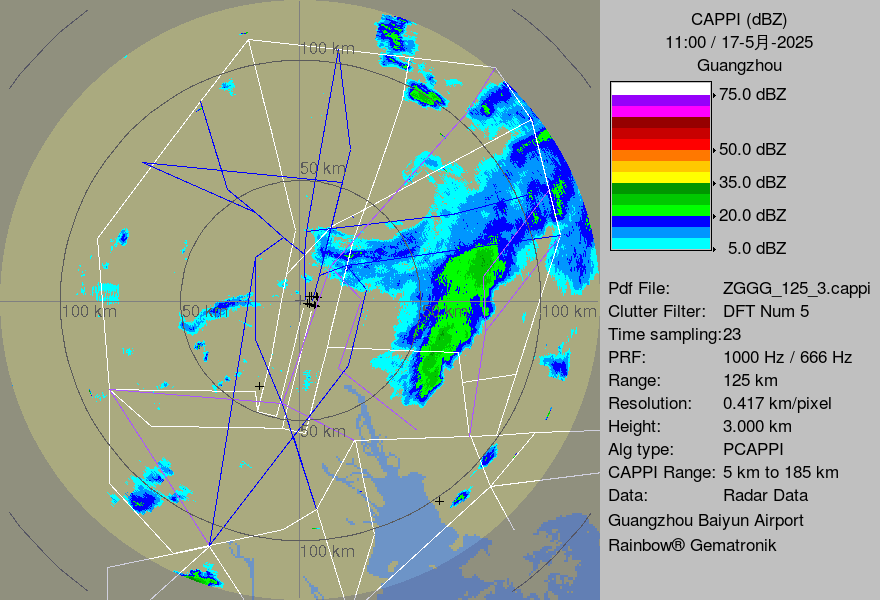 CAPPI (dBZ)
11:00 / 17-5月-2025
Guangzhou
75.0 dBZ
50.0 dBZ
35.0 dBZ
20.0 dBZ
5.0 dBZ
Pdf File: ZGGG_125_3.cappi
Clutter Filter: DFT Num 5
Time sampling:23
PRF: 1000 Hz / 666 Hz
Range: 125 km
Resolution: 0.417 km/pixel
Height: 3.000 km
Alg type: PCAPPI
CAPPI Range: 5 km to 185 km
Data: Radar Data
Guangzhou Baiyun Airport
Rainbow® Gematronik
100 km
50 km
100 km
50 km
km
100 km
50 km
100 km